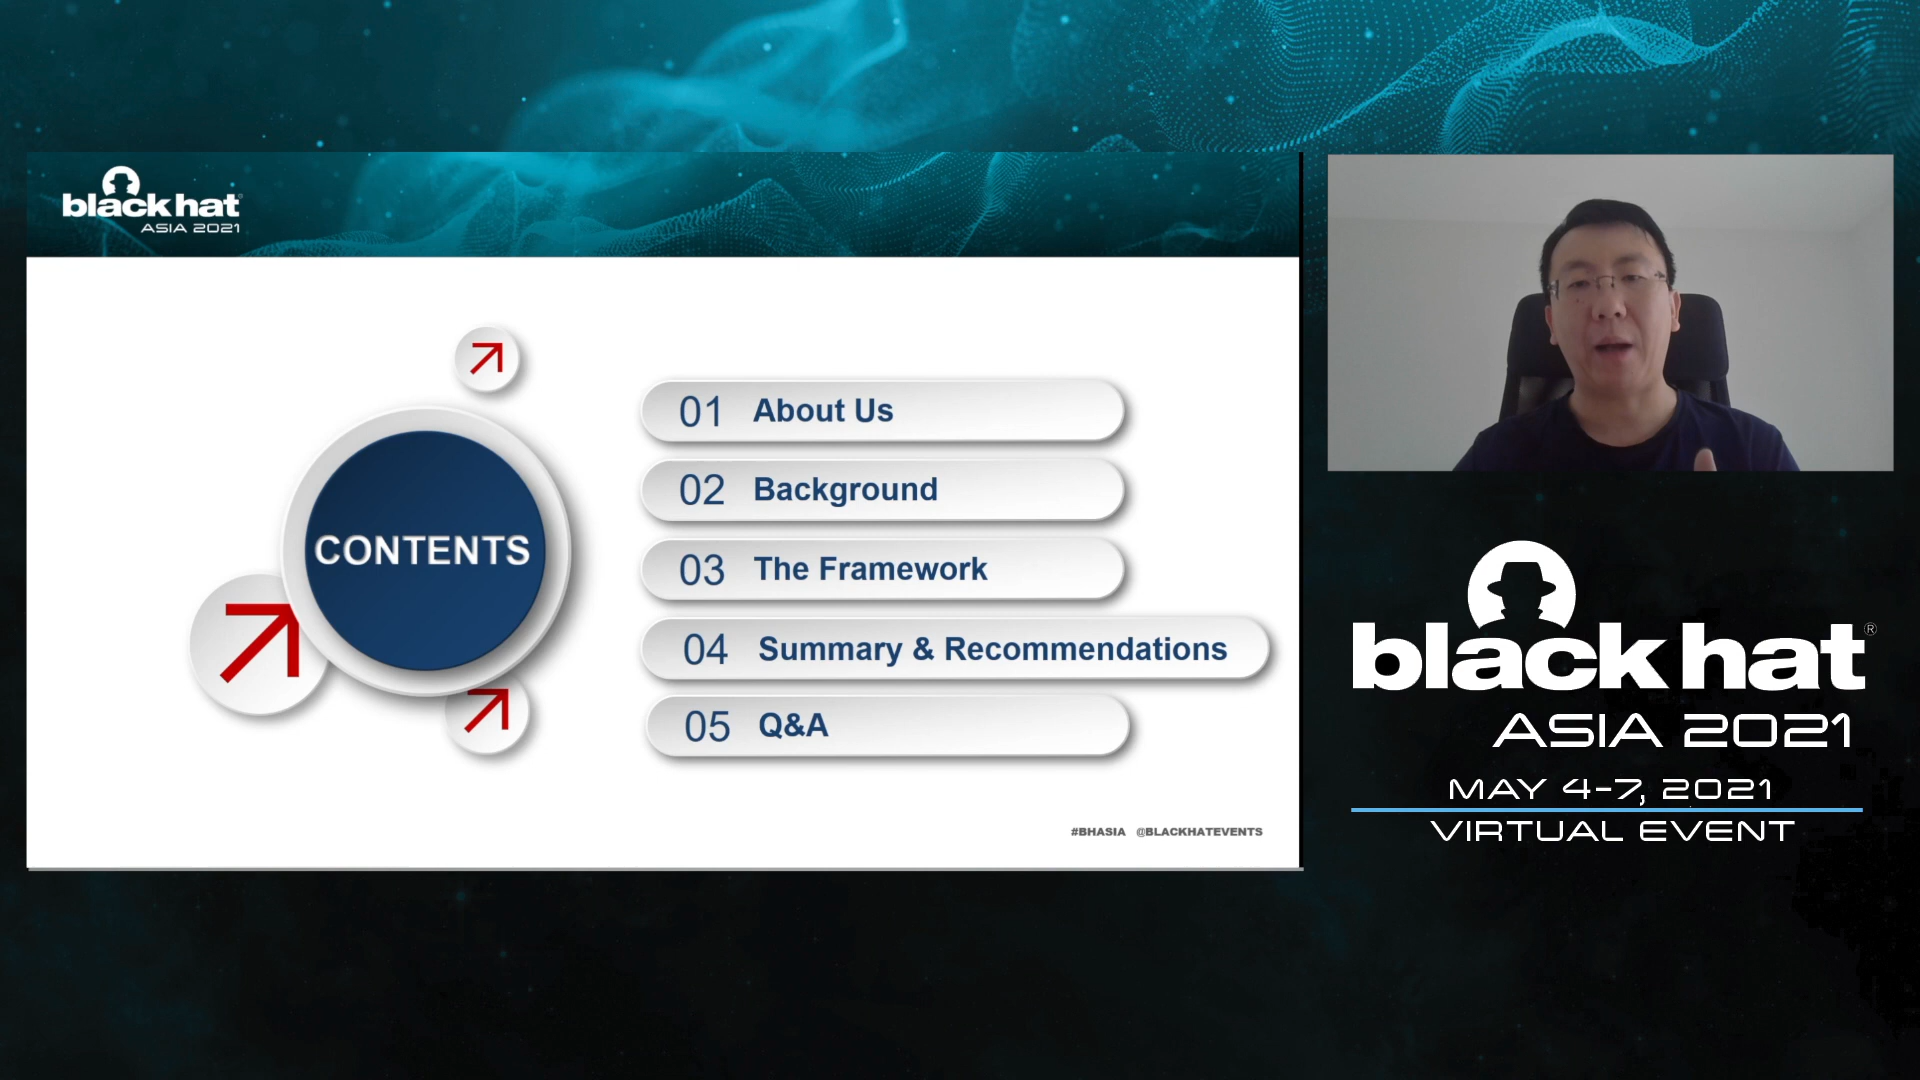 black hat
ASIA 2021
CONTENTS
01 About Us
02 Background
03 The Framework
04 Summary & Recommendations
05 Q&A
#BHASIA @BLACKHATEVENTS
black hat®
ASIA 2021
MAY 4-7, 2021
VIRTUAL EVENT